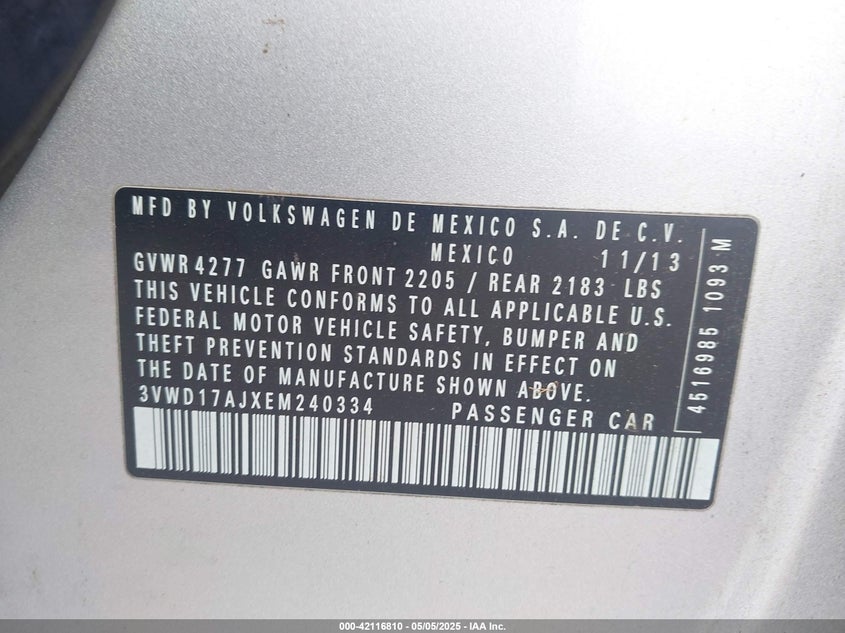 MFD BY VOLKSWAGEN DE MEXICO S.A. DE C.V.
MEXICO 11/13
GVWR 4277 GAWR FRONT 2205 / REAR 2183 LBS
THIS VEHICLE CONFORMS TO ALL APPLICABLE U.S.
FEDERAL MOTOR VEHICLE SAFETY, BUMPER AND
THEFT PREVENTION STANDARDS IN EFFECT ON
THE DATE OF MANUFACTURE SHOWN ABOVE.
3VWD17AJXEM240334 PASSENGER CAR
4516985 1093 M
000-42116810 - 05/05/2025 - IAA Inc.